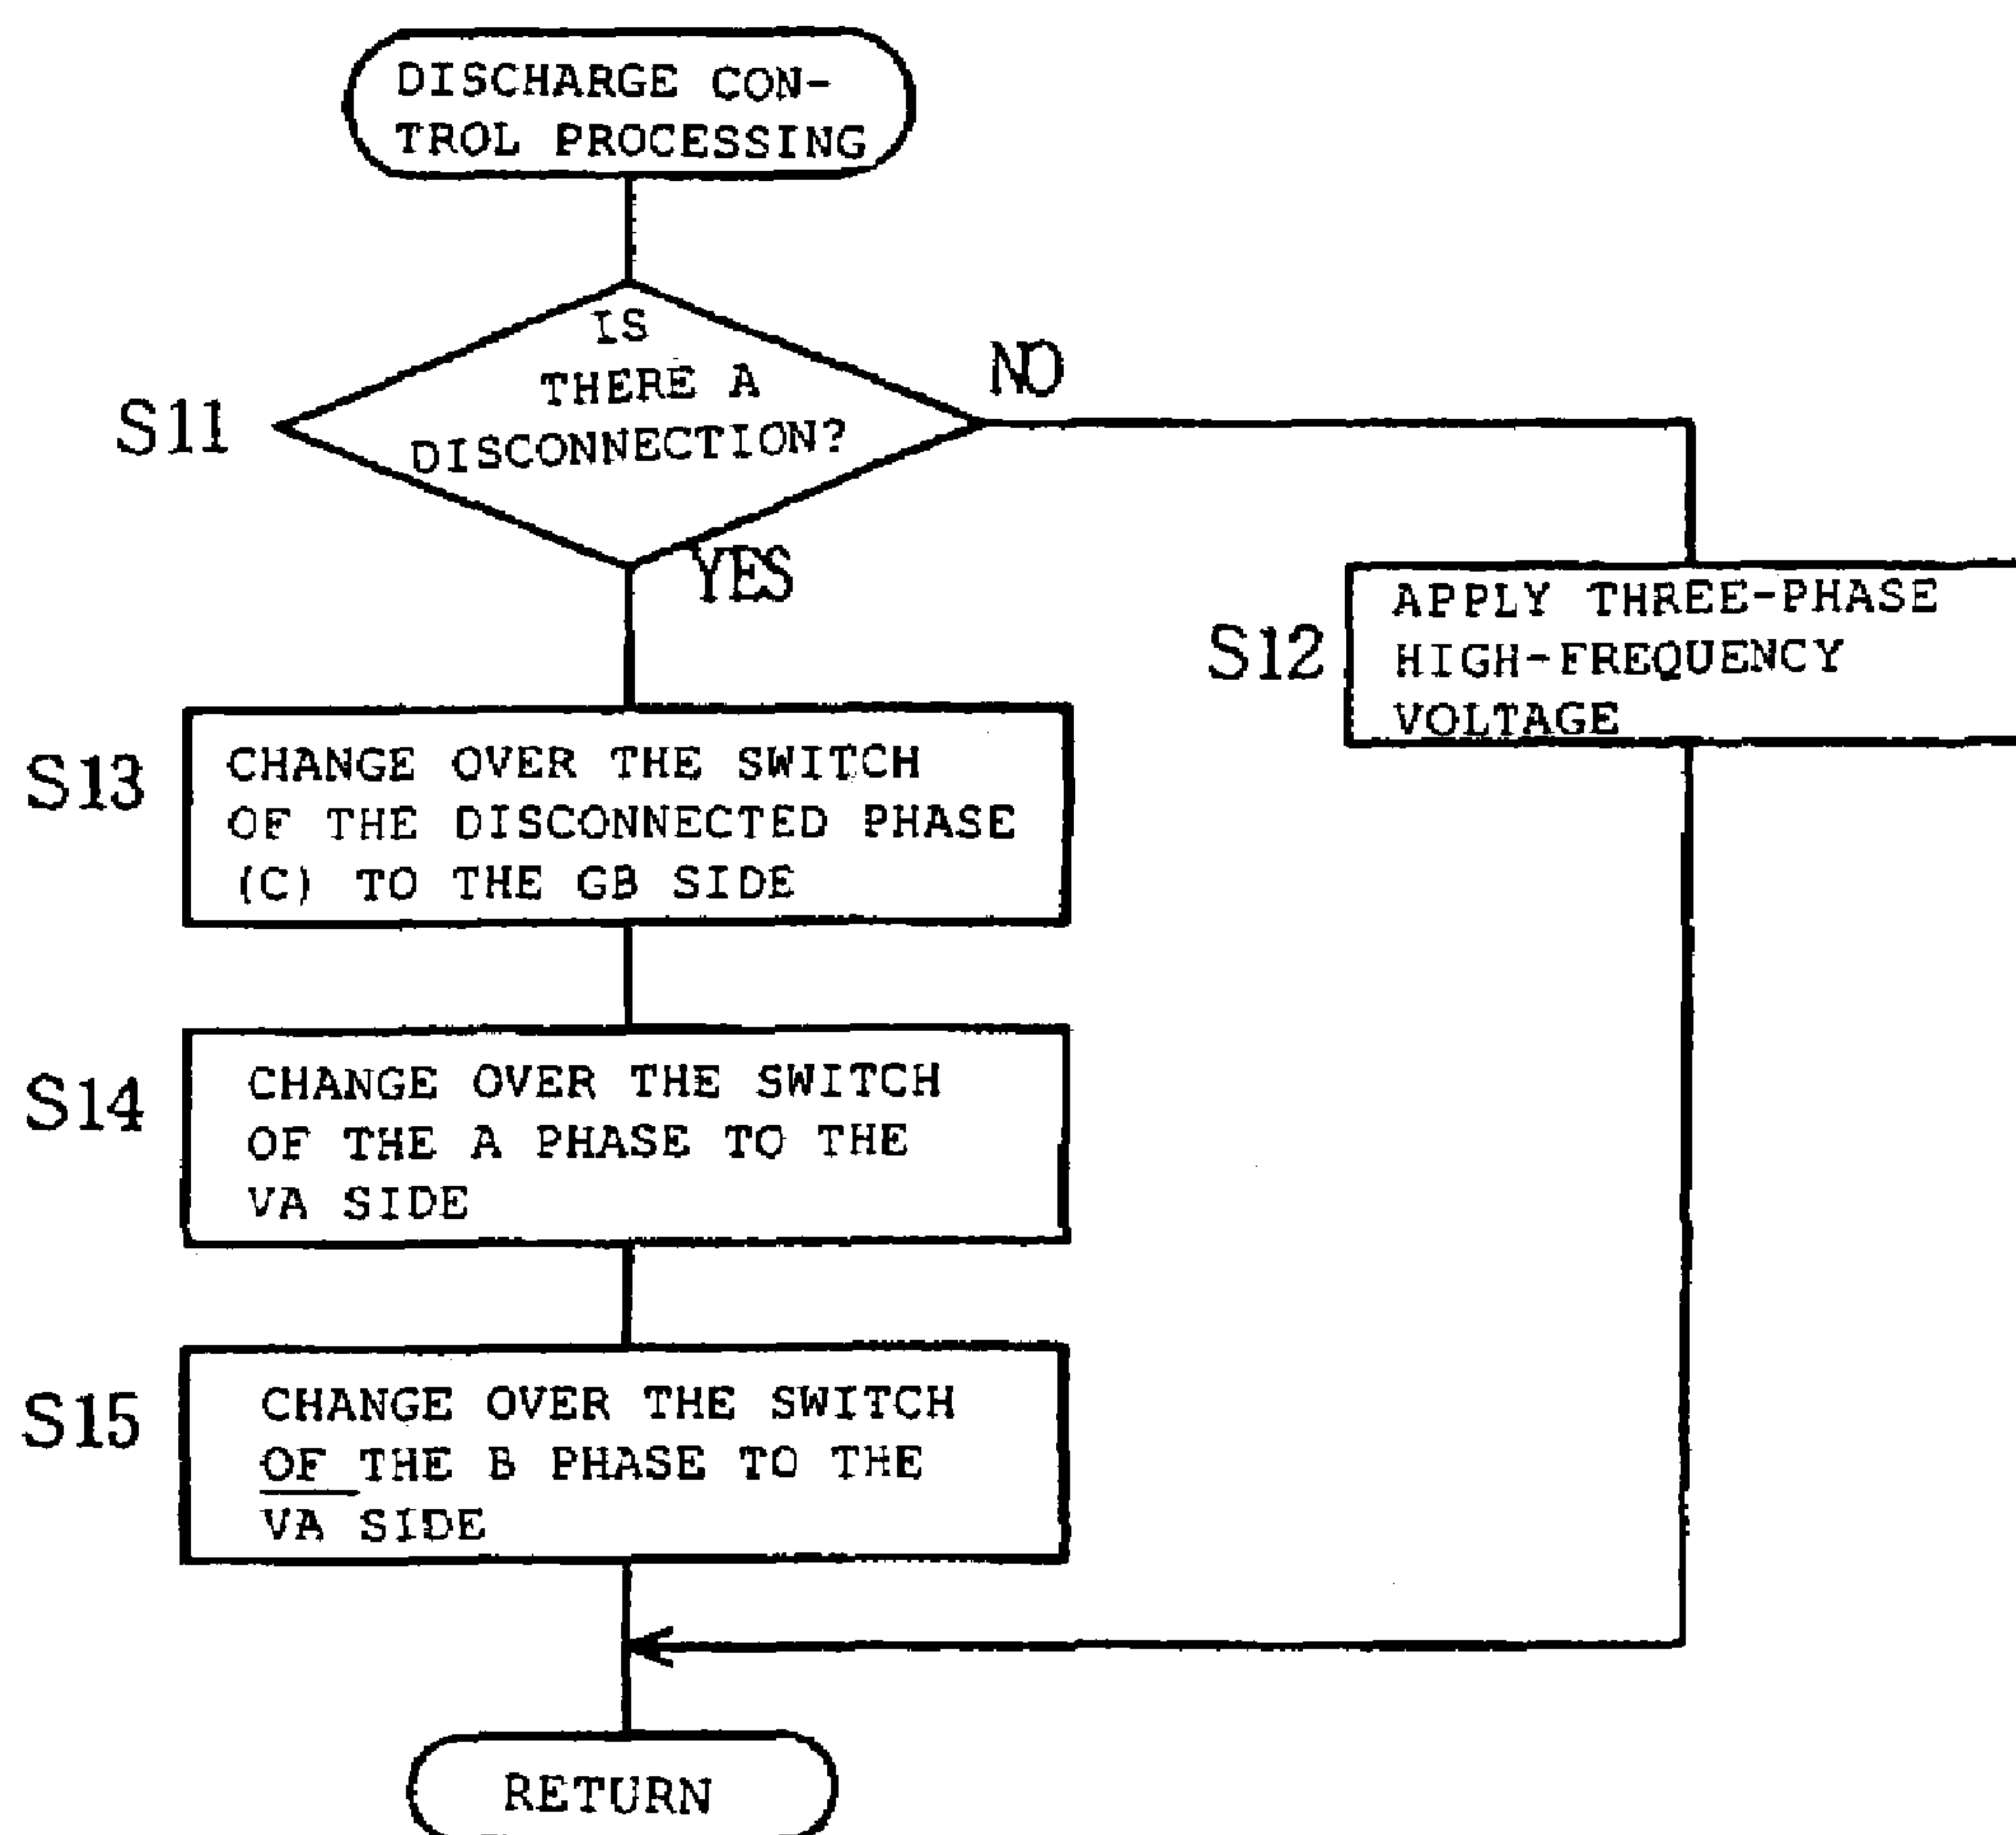 DISCHARGE CON-
TROL PROCESSING
IS
THERE A
DISCONNECTION?
S11
NO
YES
APPLY THREE-PHASE
HIGH-FREQUENCY
VOLTAGE
S12
S13
CHANGE OVER THE SWITCH
OF THE DISCONNECTED PHASE
(C) TO THE GB SIDE
S14
CHANGE OVER THE SWITCH
OF THE A PHASE TO THE
VA SIDE
S15
CHANGE OVER THE SWITCH
OF THE B PHASE TO THE
VA SIDE
RETURN